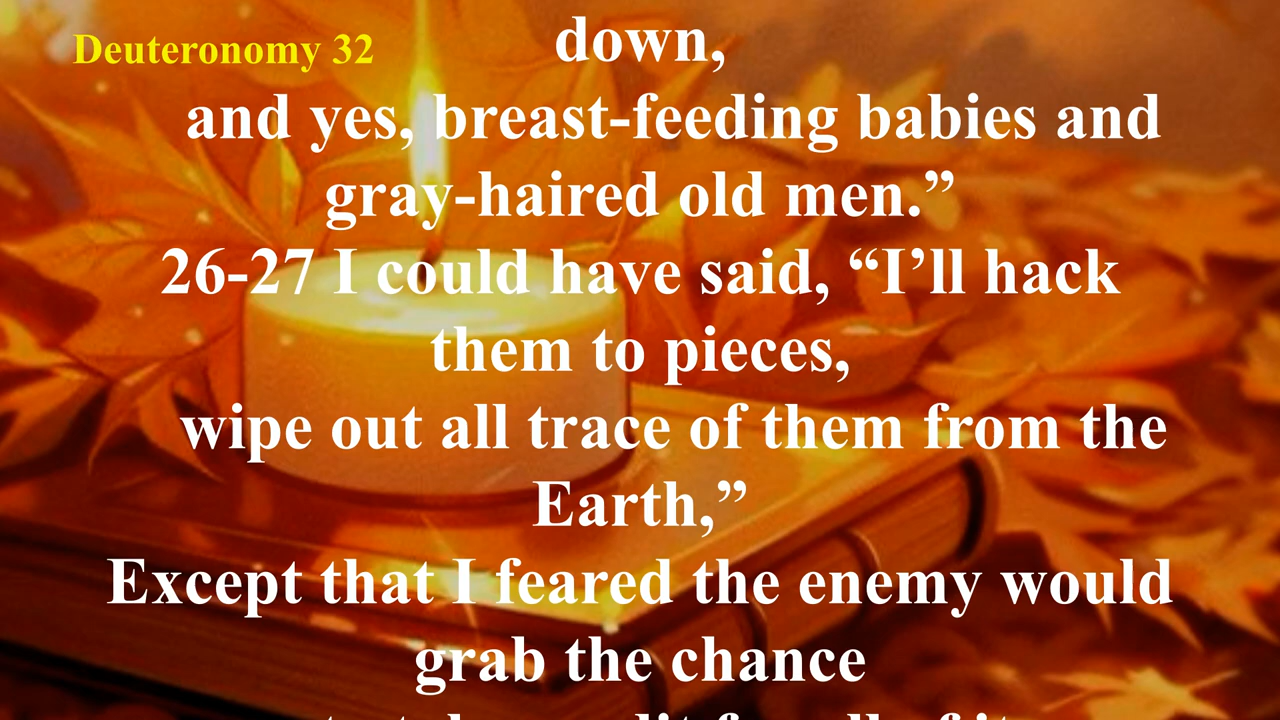 Deuteronomy 32
down,
and yes, breast-feeding babies and
gray-haired old men.”
26-27 I could have said, “I’ll hack
them to pieces,
wipe out all trace of them from the
Earth,”
Except that I feared the enemy would
grab the chance